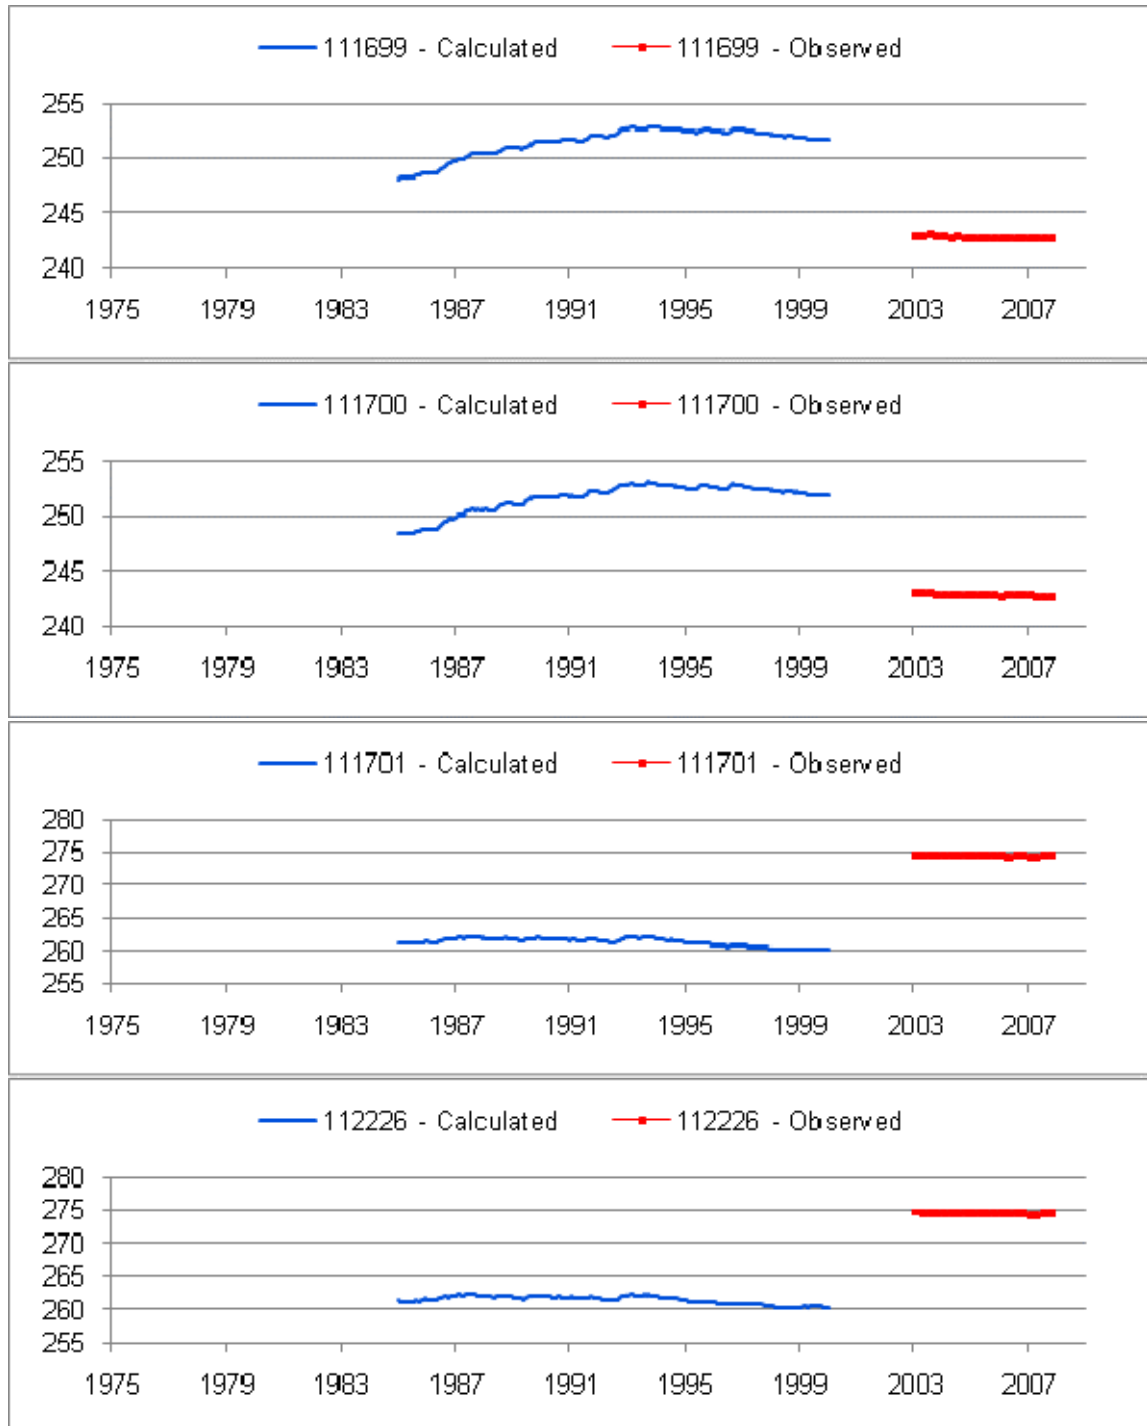 111699 - Calculated 111699 - Observed
255
250
245
240
1975 1979 1983 1987 1991 1995 1999 2003 2007
111700 - Calculated 111700 - Observed
255
250
245
240
1975 1979 1983 1987 1991 1995 1999 2003 2007
111701 - Calculated 111701 - Observed
280
275
270
265
260
255
1975 1979 1983 1987 1991 1995 1999 2003 2007
112226 - Calculated 112226 - Observed
280
275
270
265
260
255
1975 1979 1983 1987 1991 1995 1999 2003 2007